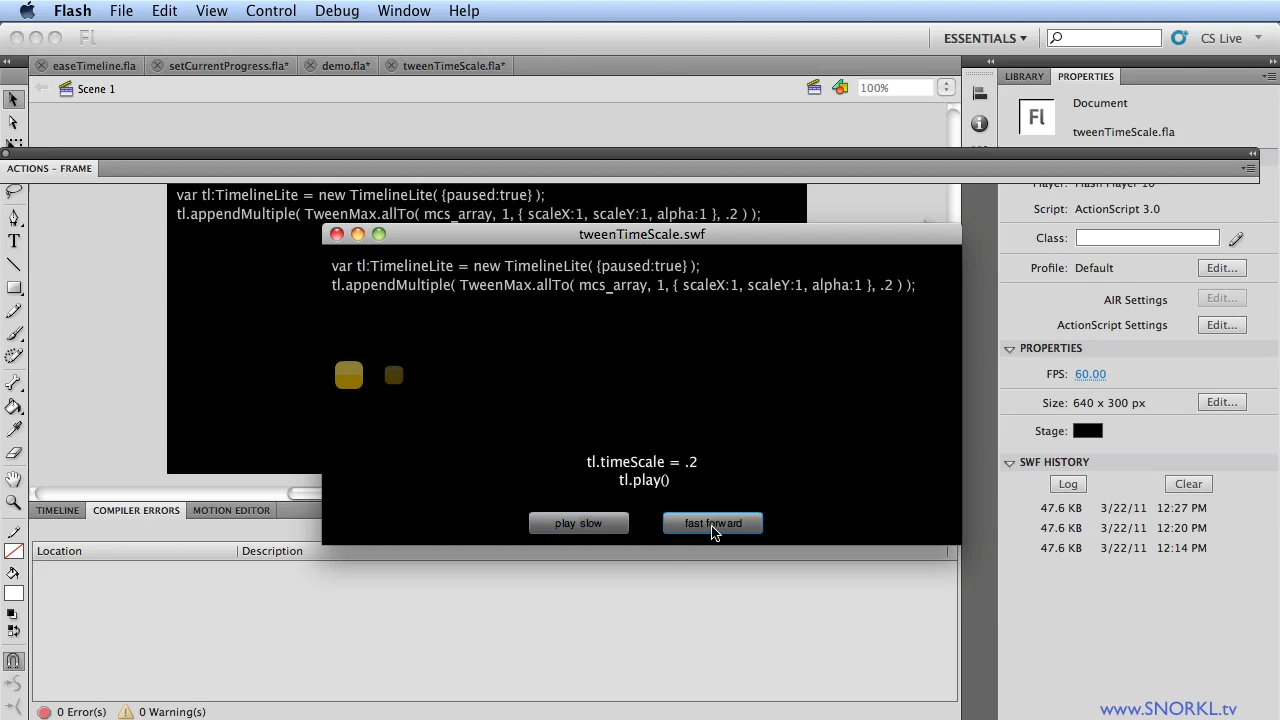 Flash File Edit View Control Debug Window Help
Fl ESSENTIALS CS Live
easeTimeline.fla setCurrentProgress.fla* demo.fla* tweenTimeScale.fla*
LIBRARY PROPERTIES
Scene 1 100%
Fl
Document
tweenTimeScale.fla
ACTIONS – FRAME
Script: ActionScript 3.0
Class:
Profile: Default Edit...
AIR Settings Edit...
ActionScript Settings Edit...
PROPERTIES
FPS: 60.00
Size: 640 x 300 px Edit...
Stage:
SWF HISTORY
Log Clear
47.6 KB 3/22/11 12:27 PM
47.6 KB 3/22/11 12:20 PM
47.6 KB 3/22/11 12:14 PM
var tl:TimelineLite = new TimelineLite( {paused:true} );
tl.appendMultiple( TweenMax.allTo( mcs_array, 1, { scaleX:1, scaleY:1, alpha:1 }, .2 ) );
tweenTimeScale.swf
var tl:TimelineLite = new TimelineLite( {paused:true} );
tl.appendMultiple( TweenMax.allTo( mcs_array, 1, { scaleX:1, scaleY:1, alpha:1 }, .2 ) );
tl.timeScale = .2
tl.play()
play slow fast forward
TIMELINE COMPILER ERRORS MOTION EDITOR
Location Description
0 Error(s) 0 Warning(s)
www.SNORKL.tv